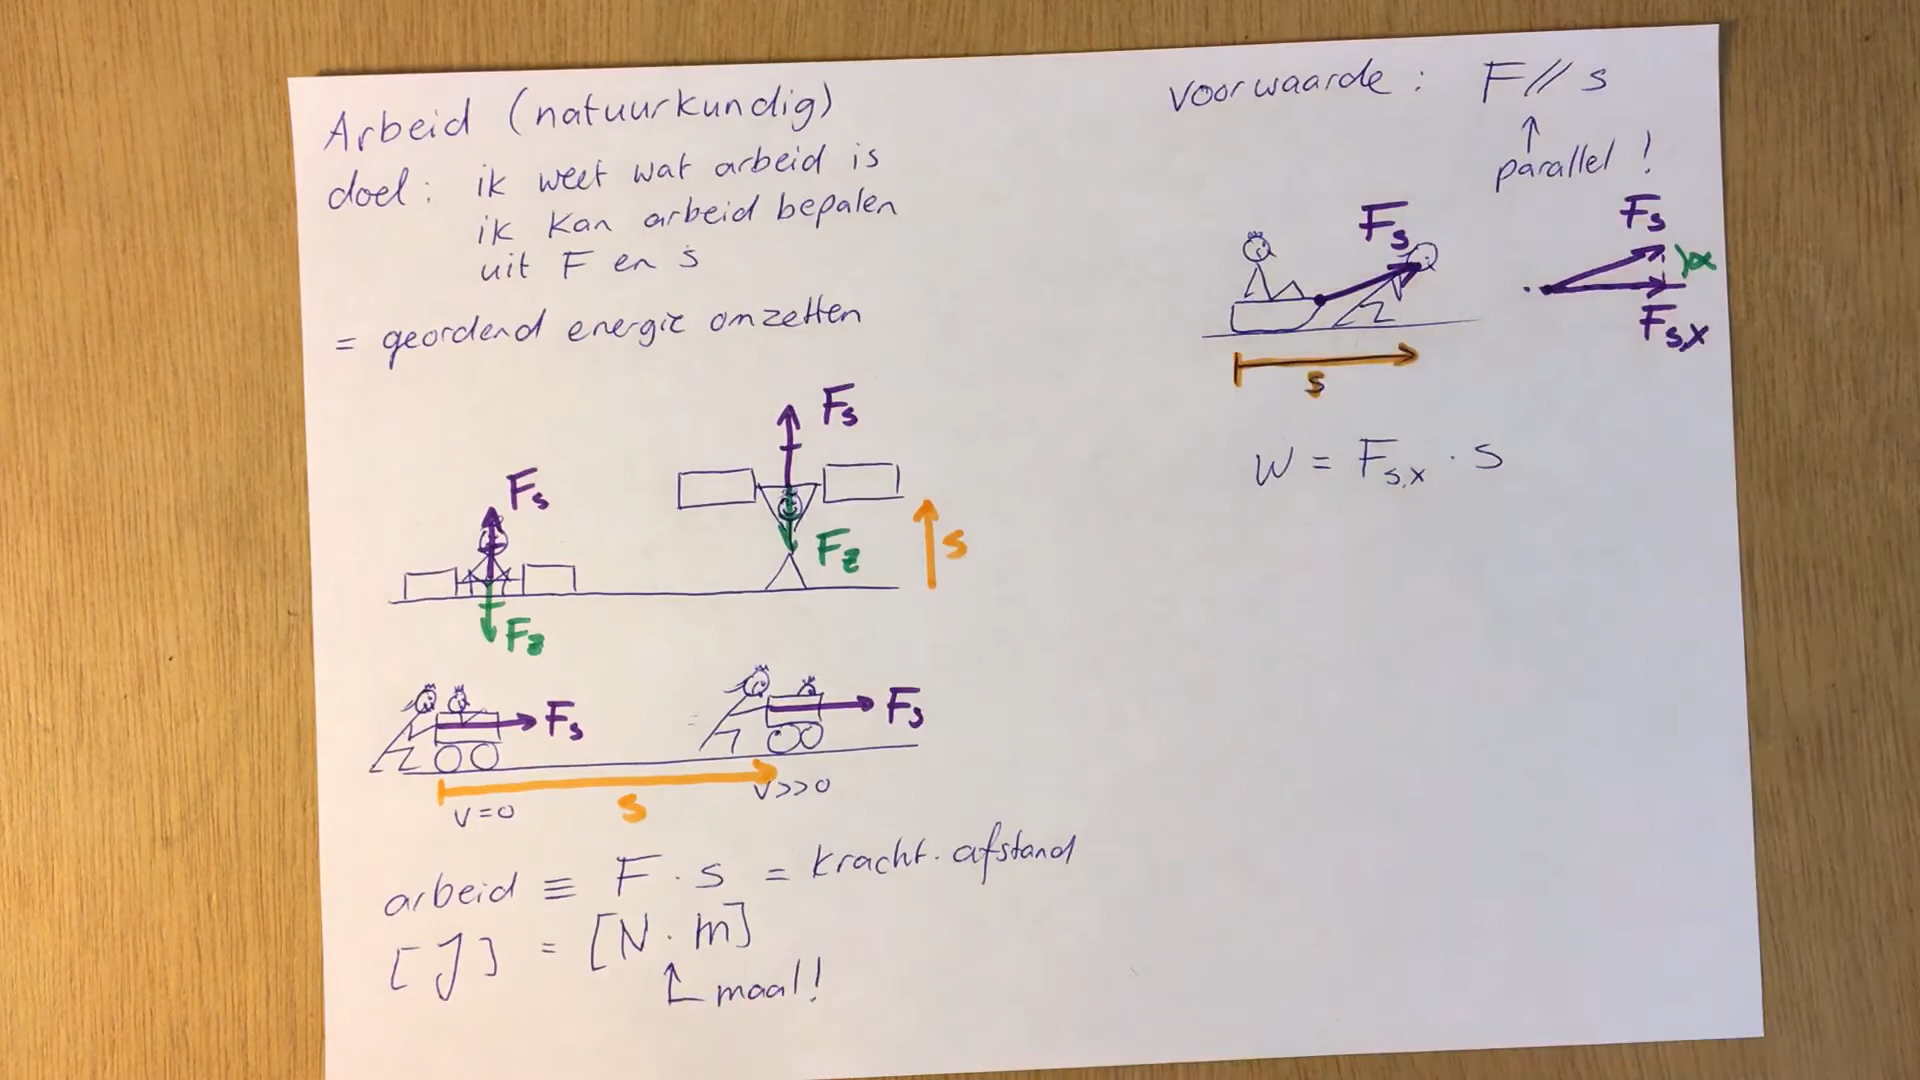 Arbeid (natuurkundig)
doel: ik weet wat arbeid is
ik kan arbeid bepalen
uit F en s
= geordend energie omzetten
Fs
Fs
Fz
s
Fz
Fs
Fs
v=0
s
v>>0
arbeid ≡ F · s = kracht · afstand
[J] = [N · m]
maal!
voorwaarde: F // s
parallel!
Fs
Fs
α
Fs,x
s
W = Fs,x · s